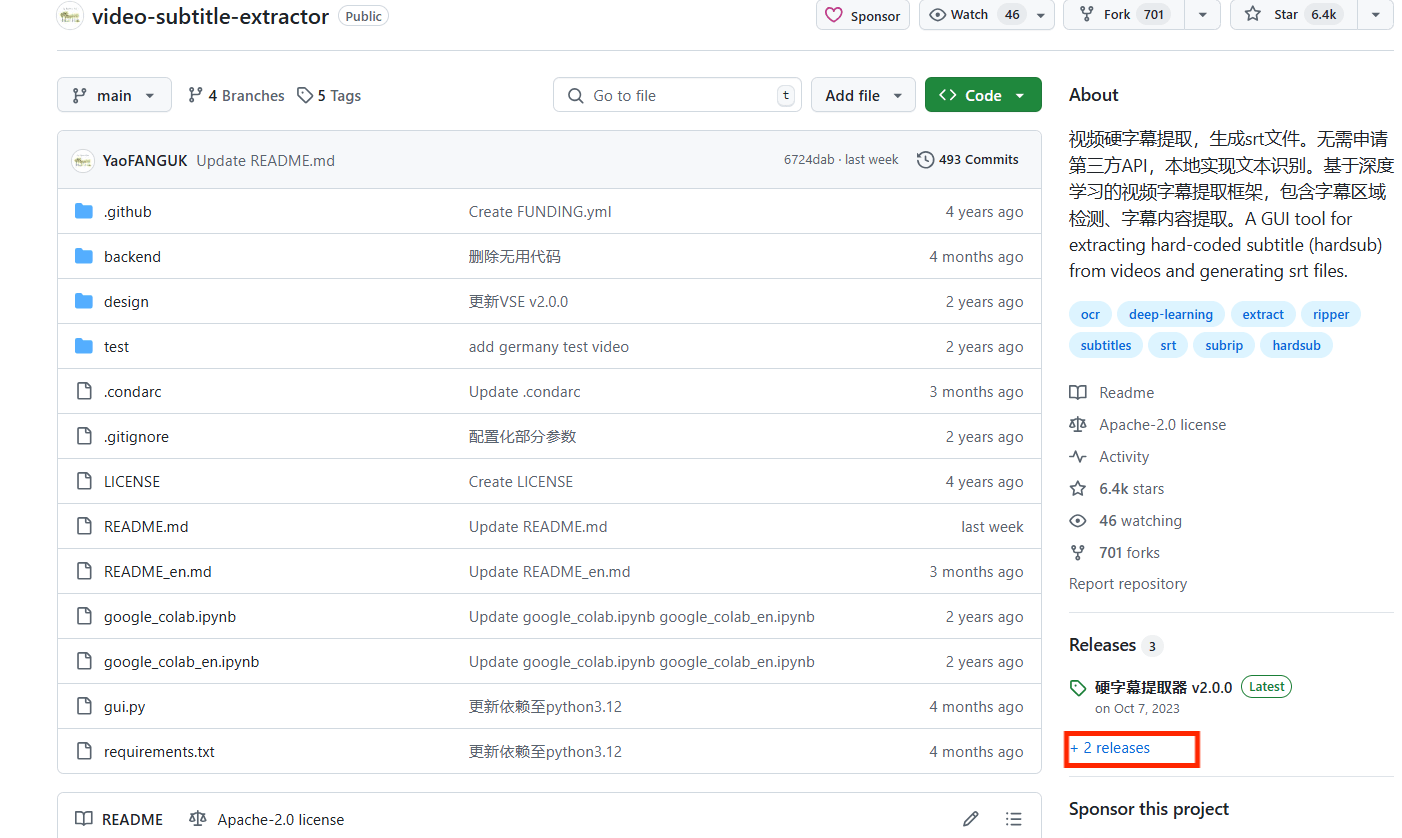 video-subtitle-extractor Public
Sponsor
Watch 46
Fork 701
Star 6.4k
main
4 Branches
5 Tags
Go to file
t
Add file
Code
YaoFANGUK Update README.md
6724dab · last week
493 Commits
.github Create FUNDING.yml 4 years ago
backend 删除无用代码 4 months ago
design 更新VSE v2.0.0 2 years ago
test add germany test video 2 years ago
.condarc Update .condarc 3 months ago
.gitignore 配置化部分参数 2 years ago
LICENSE Create LICENSE 4 years ago
README.md Update README.md last week
README_en.md Update README_en.md 3 months ago
google_colab.ipynb Update google_colab.ipynb google_colab_en.ipynb 2 years ago
google_colab_en.ipynb Update google_colab.ipynb google_colab_en.ipynb 2 years ago
gui.py 更新依赖至python3.12 4 months ago
requirements.txt 更新依赖至python3.12 4 months ago
README
Apache-2.0 license
About
视频硬字幕提取，生成srt文件。无需申请
第三方API，本地实现文本识别。基于深度
学习的视频字幕提取框架，包含字幕区域
检测、字幕内容提取。A GUI tool for
extracting hard-coded subtitle (hardsub)
from videos and generating srt files.
ocr deep-learning extract ripper
subtitles srt subrip hardsub
Readme
Apache-2.0 license
Activity
6.4k stars
46 watching
701 forks
Report repository
Releases 3
硬字幕提取器 v2.0.0 Latest
on Oct 7, 2023
+ 2 releases
Sponsor this project